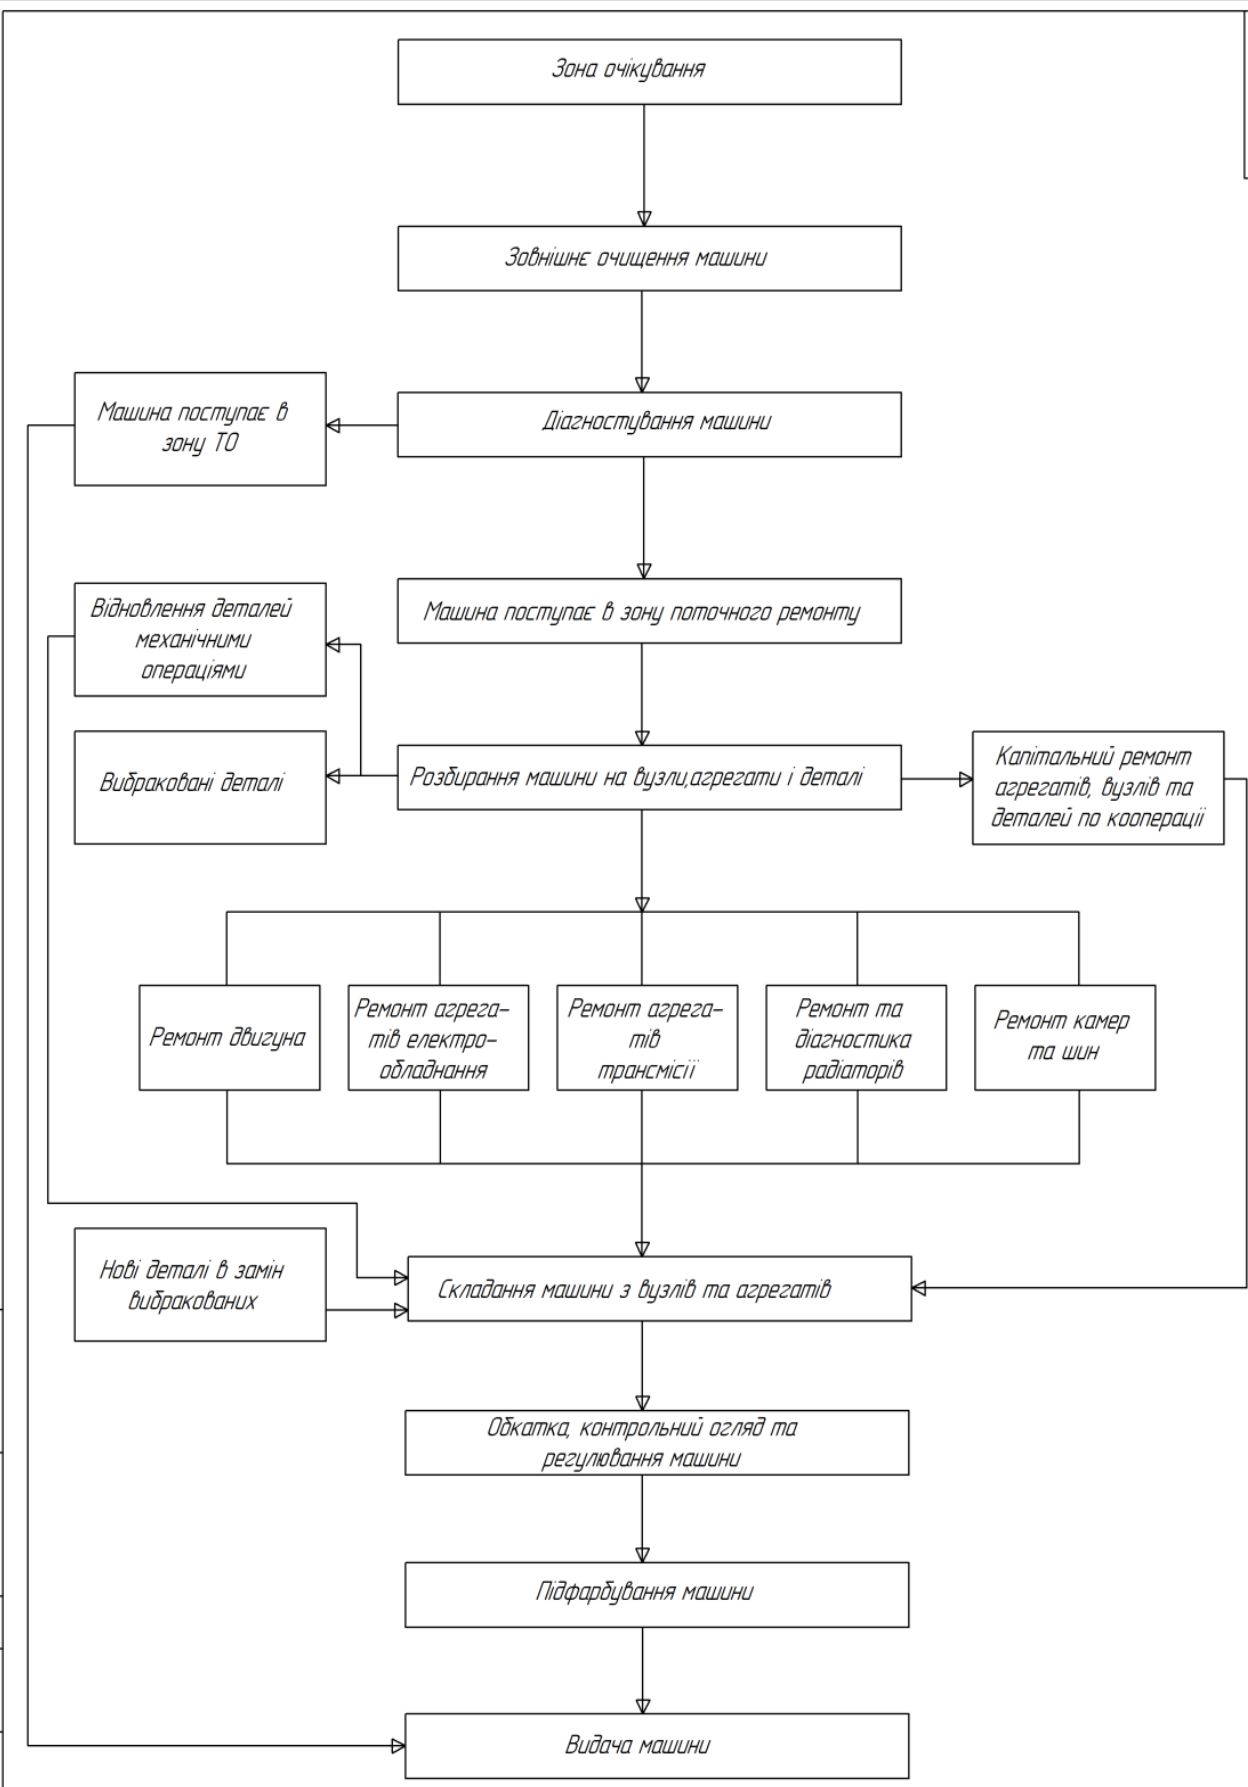 Зона очікування
Зовнішнє очищення машини
Машина поступає в
зону ТО
Діагностування машини
Відновлення деталей
механічними
операціями
Машина поступає в зону поточного ремонту
Вибраковані деталі
Розбирання машини на вузли,агрегати і деталі
Капітальний ремонт
агрегатів, вузлів та
деталей по кооперації
Ремонт двигуна
Ремонт агрега–
тів електро–
обладнання
Ремонт агрега–
тів
трансмісії
Ремонт та
діагностика
радіаторів
Ремонт камер
та шин
Нові деталі в замін
вибракованих
Складання машини з вузлів та агрегатів
Обкатка, контрольний огляд та
регулювання машини
Підфарбування машини
Видача машини